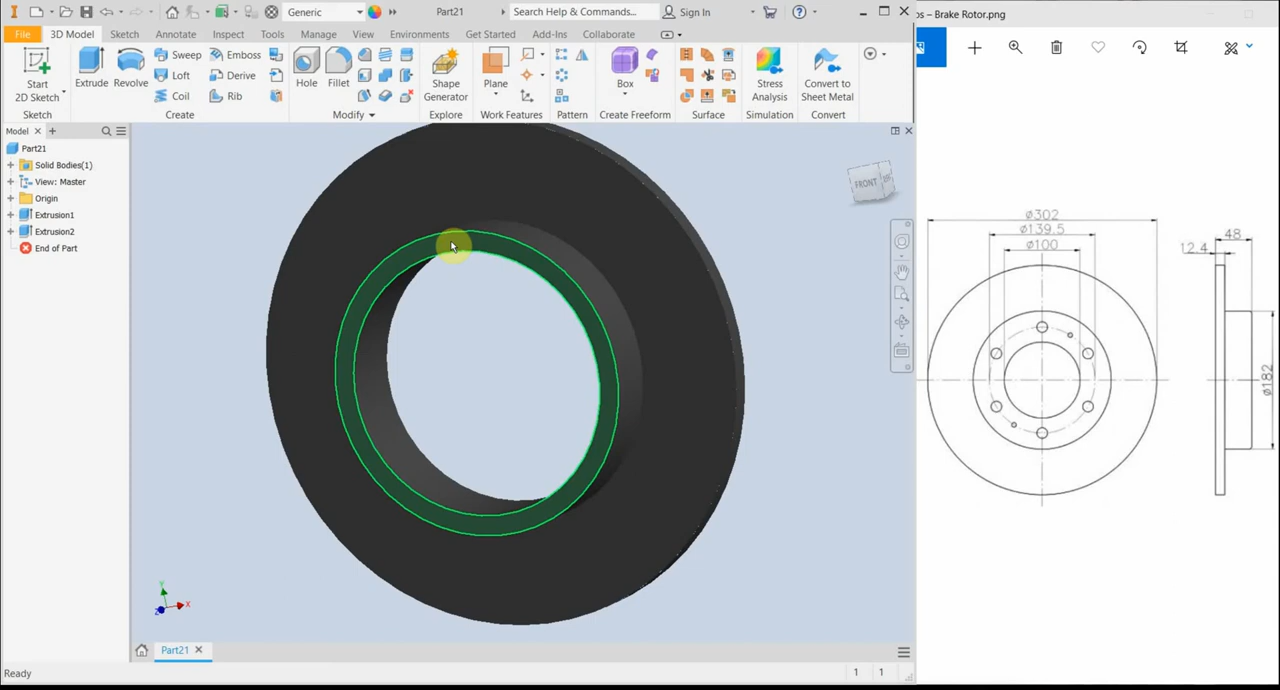 Generic
Part21
Search Help & Commands...
Sign In
os – Brake Rotor.png
File
3D Model
Sketch
Annotate
Inspect
Tools
Manage
View
Environments
Get Started
Add-Ins
Collaborate
Start
2D Sketch
Extrude
Revolve
Sweep
Loft
Coil
Emboss
Derive
Rib
Hole
Fillet
Shape
Generator
Plane
Box
Stress
Analysis
Convert to
Sheet Metal
Sketch
Create
Modify
Explore
Work Features
Pattern
Create Freeform
Surface
Simulation
Convert
Model
Part21
Solid Bodies(1)
View: Master
Origin
Extrusion1
Extrusion2
End of Part
FRONT
Y
X
Z
ø302
ø139.5
ø100
48
12.4
ø182
Part21
Ready
1 1